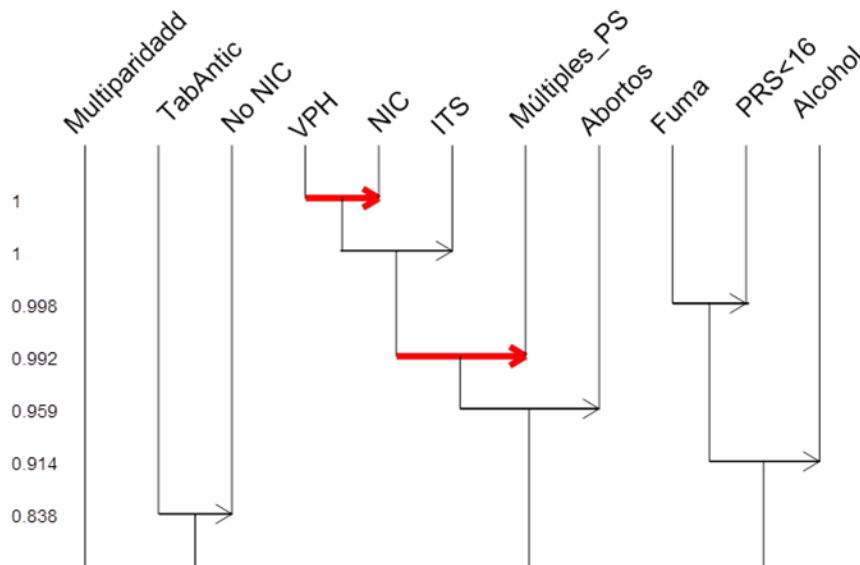 Multiparidadd
TabAntic
No NIC
VPH
NIC
ITS
Múltiples_PS
Abortos
Fuma
PRS<16
Alcohol
1
1
0.998
0.992
0.959
0.914
0.838